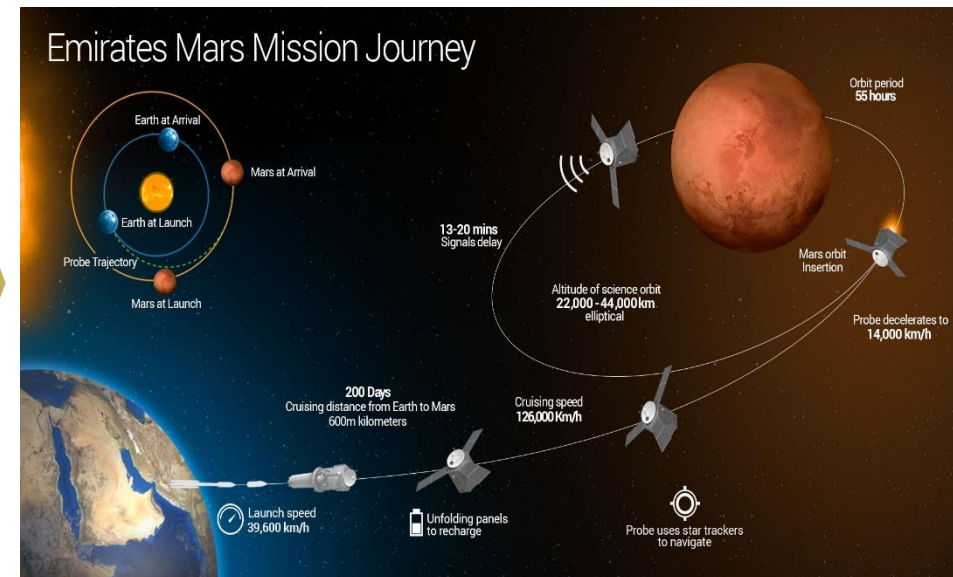 Emirates Mars Mission Journey
Earth at Arrival
Mars at Arrival
Earth at Launch
Probe Trajectory
Mars at Launch
Orbit period
55 hours
13-20 mins
Signals delay
Mars orbit
Insertion
Altitude of science orbit
22,000 - 44,000km
elliptical
Probe decelerates to
14,000 km/h
200 Days
Cruising distance from Earth to Mars
600m kilometers
Cruising speed
126,000 Km/h
Launch speed
39,600 km/h
Unfolding panels
to recharge
Probe uses star trackers
to navigate